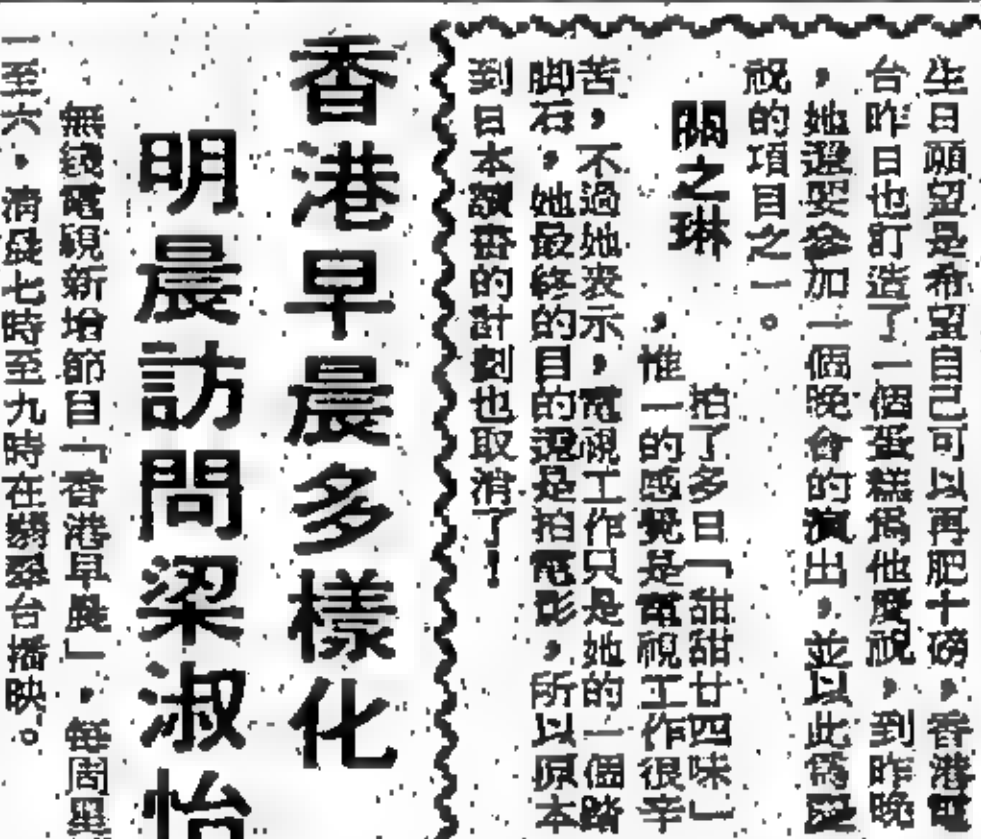 生日願望是希望自己可以再肥十磅，香港電
台昨日也訂造了一個蛋糕爲他慶祝，到昨晚
，她還要參加一個晚會的演出，並以此爲慶
祝的項目之一。
關之琳
拍了多日「甜甜廿四味」
，惟一的感覺是電視工作很辛
苦，不過她表示，電視工作只是她的一個踏
脚石，她最終的目的還是拍電影，所以原本
到日本讀書的計劃也取消了！
香港早晨多樣化
明晨訪問梁淑怡
無綫電視新增節目「香港早晨」，每周星
一至六，清晨七時至九時在翡翠台播映。